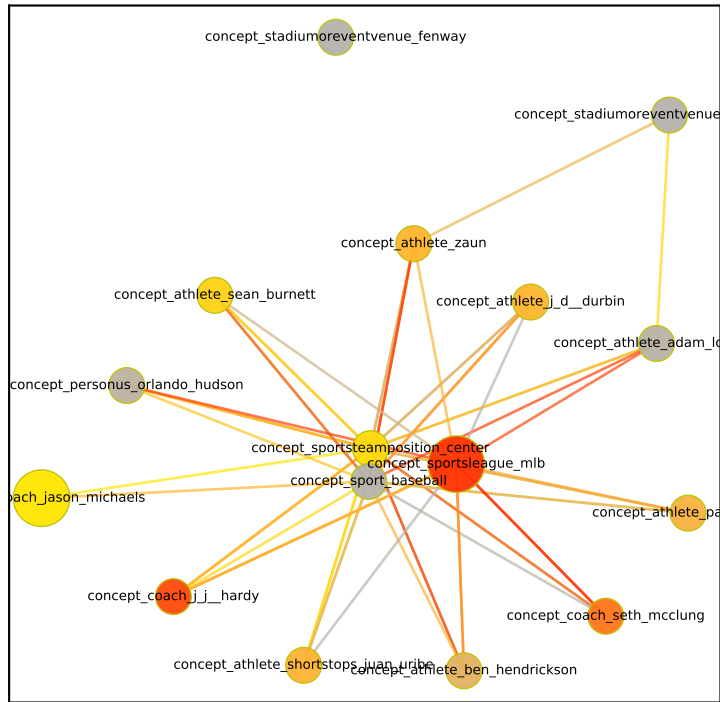 concept_stadiumoreventvenue_fenway
concept_stadiumoreventvenue
concept_athlete_zaun
concept_athlete_sean_burnett
concept_athlete_j_d__durbin
concept_athlete_adam_lo
concept_personus_orlando_hudson
concept_sportsteamposition_center
concept_sportsleague_mlb
concept_sport_baseball
oach_jason_michaels
concept_athlete_pa
concept_coach_j_j__hardy
concept_coach_seth_mcclung
concept_athlete_shortstops_juan_uribe
concept_athlete_ben_hendrickson